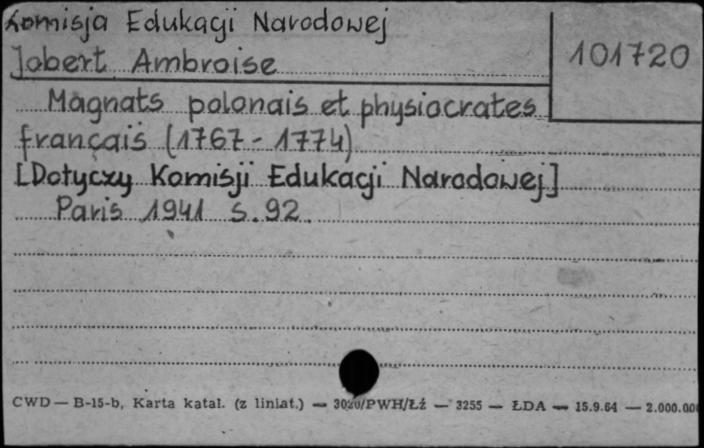 Komisja Edukacji Narodowej
Jobert Ambroise
101720
Magnats polonais et physiocrates
français (1767-1774)
[Dotyczy Komisji Edukacji Narodowej]
Paris 1941 s. 92.
CWD — B-15-b, Karta katal. (z liniat.) — 3020/PWH/Łź — 3255 — ŁDA — 15.9.64 — 2.000.00